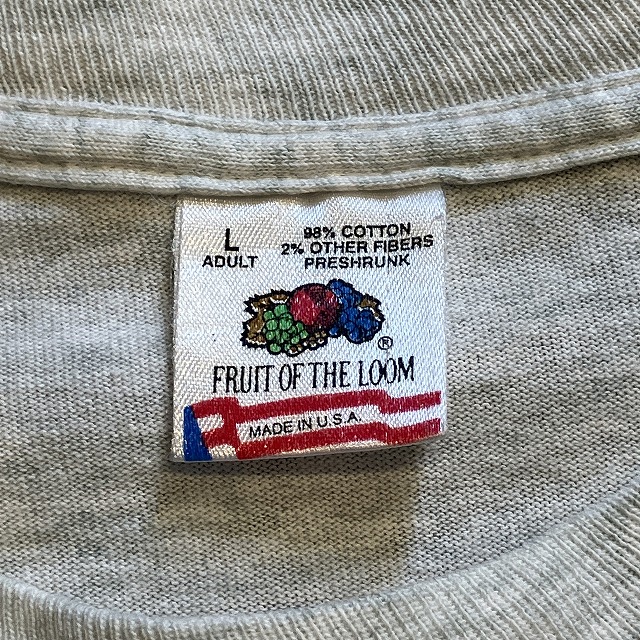 L
ADULT
98% COTTON
2% OTHER FIBERS
PRESHRUNK
®
FRUIT OF THE LOOM
MADE IN U.S.A.